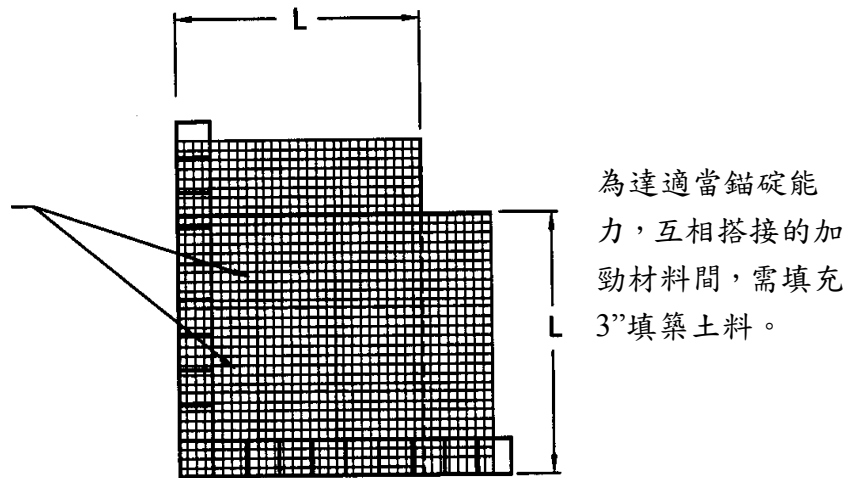 L
為達適當錨碇能
力，互相搭接的加
勁材料間，需填充
L
3”填築土料。